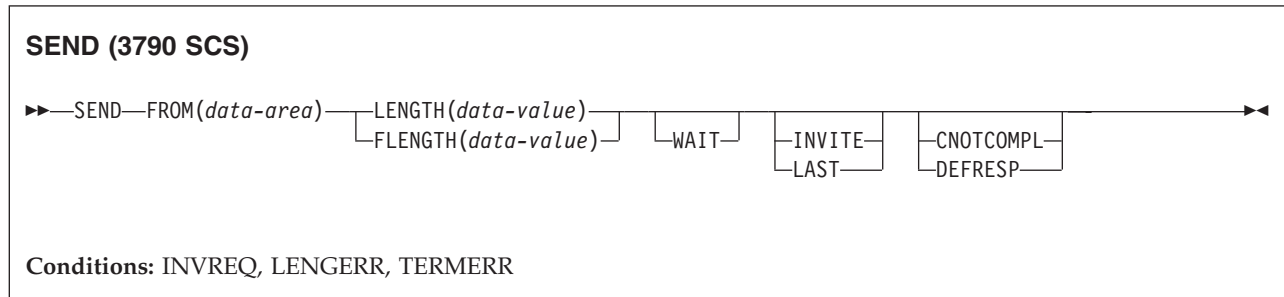 SEND (3790 SCS)
SEND FROM(data-area) LENGTH(data-value)
FLENGTH(data-value) WAIT INVITE CNOTCOMPL
LAST DEFRESP
Conditions: INVREQ, LENGERR, TERMERR